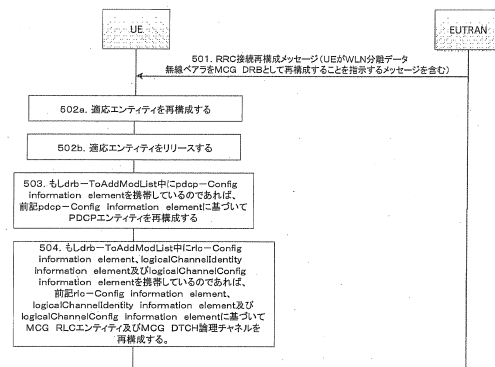 UE
EUTRAN
501. RRC接続再構成メッセージ（UEがWLN分離データ
無線ベアラをMCG DRBとして再構成することを指示するメッセージを含む）
502a. 適応エンティティを再構成する
502b. 適応エンティティをリリースする
503. もしdrb－ToAddModList中にpdcp－Config
information elementを携帯しているのであれば、
前記pdcp－Config information elementに基づいて
PDCPエンティティを再構成する
504. もしdrb－ToAddModList中にrlc－Config
information element、logicalChannelIdentity
information element及びlogicalChannelConfig
information elementを携帯しているのであれば、
前記rlc－Config information element、
logicalChannelIdentity information element及び
logicalChannelConfig information elementに基づいて
MCG RLCエンティティ及びMCG DTCH論理チャネルを
再構成する。